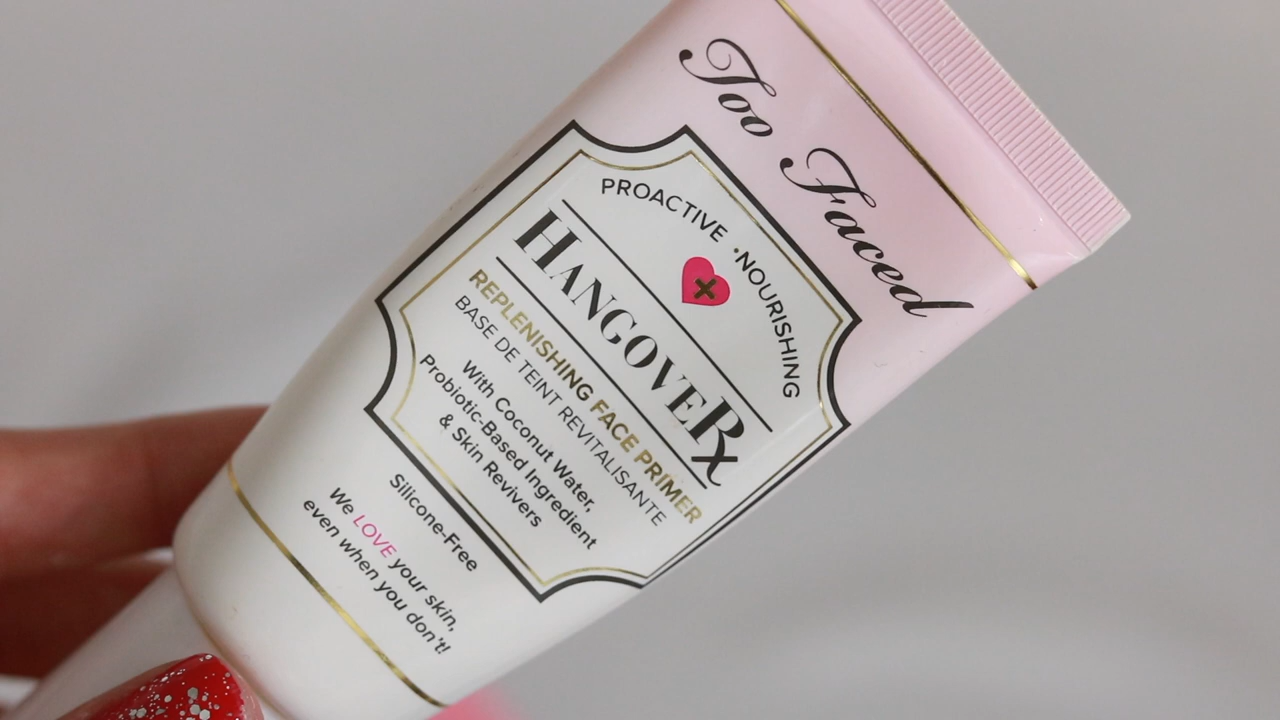 Too Faced
PROACTIVE · NOURISHING
HANGOVERx
REPLENISHING FACE PRIMER
BASE DE TEINT REVITALISANTE
With Coconut Water,
Probiotic-Based Ingredient
& Skin Revivers
Silicone-Free
We LOVE your skin,
even when you don't!